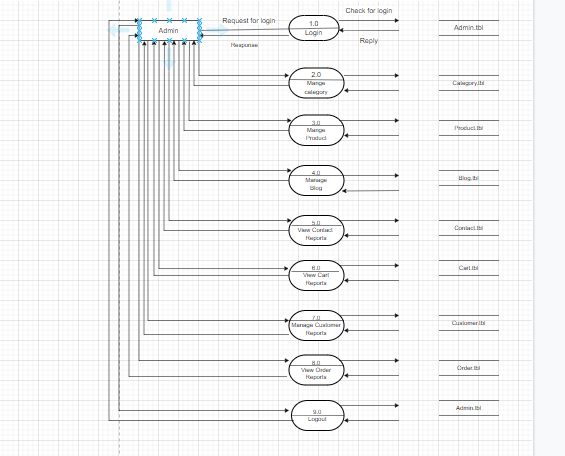 Check for login
Request for login
1.0
Login
Admin.tbl
Admin
Reply
Response
2.0
Mange
category
Category.tbl
3.0
Mange
Product
Product.tbl
4.0
Manage
Blog
Blog.tbl
5.0
View Contact
Reports
Contact.tbl
6.0
View Cart
Reports
Cart.tbl
7.0
Manage Customer
Reports
Customer.tbl
8.0
View Order
Reports
Order.tbl
9.0
Logout
Admin.tbl